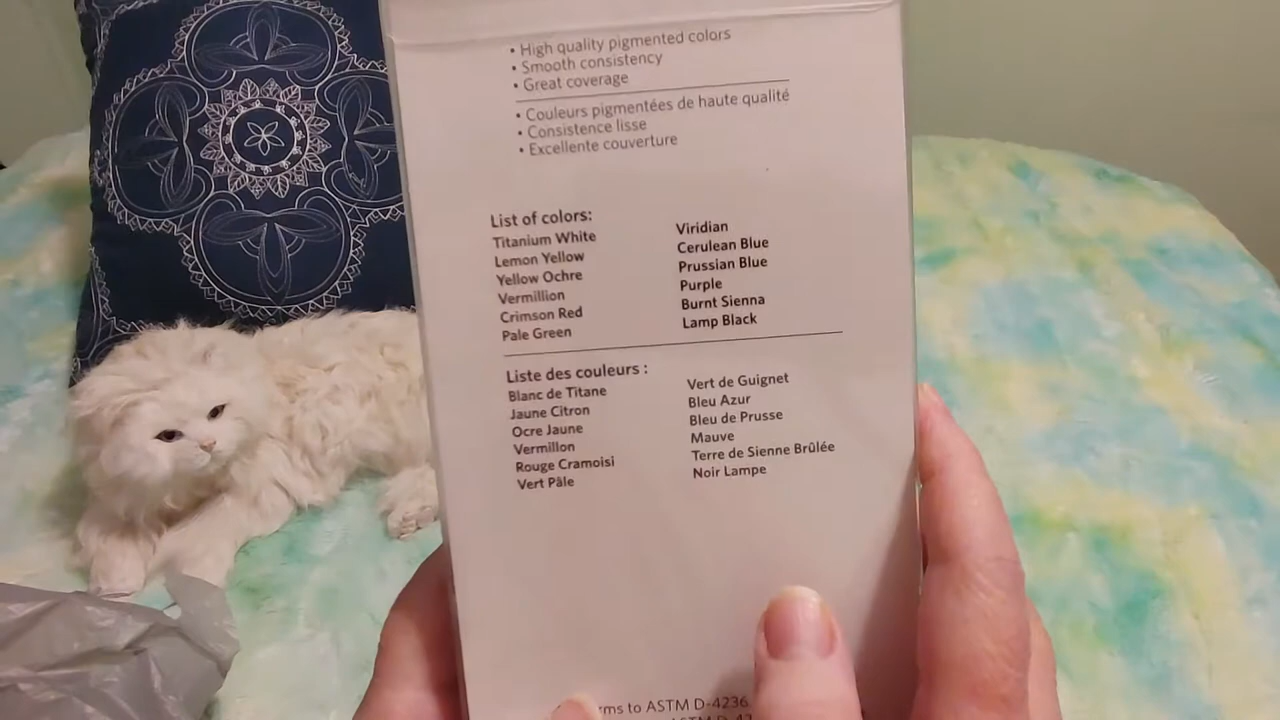 • High quality pigmented colors
• Smooth consistency
• Great coverage
• Couleurs pigmentées de haute qualité
• Consistence lisse
• Excellente couverture
List of colors:
Titanium White
Lemon Yellow
Yellow Ochre
Vermillion
Crimson Red
Pale Green
Viridian
Cerulean Blue
Prussian Blue
Purple
Burnt Sienna
Lamp Black
Liste des couleurs :
Blanc de Titane
Jaune Citron
Ocre Jaune
Vermillon
Rouge Cramoisi
Vert Pâle
Vert de Guignet
Bleu Azur
Bleu de Prusse
Mauve
Terre de Sienne Brûlée
Noir Lampe
to ASTM D-4236
ASTM